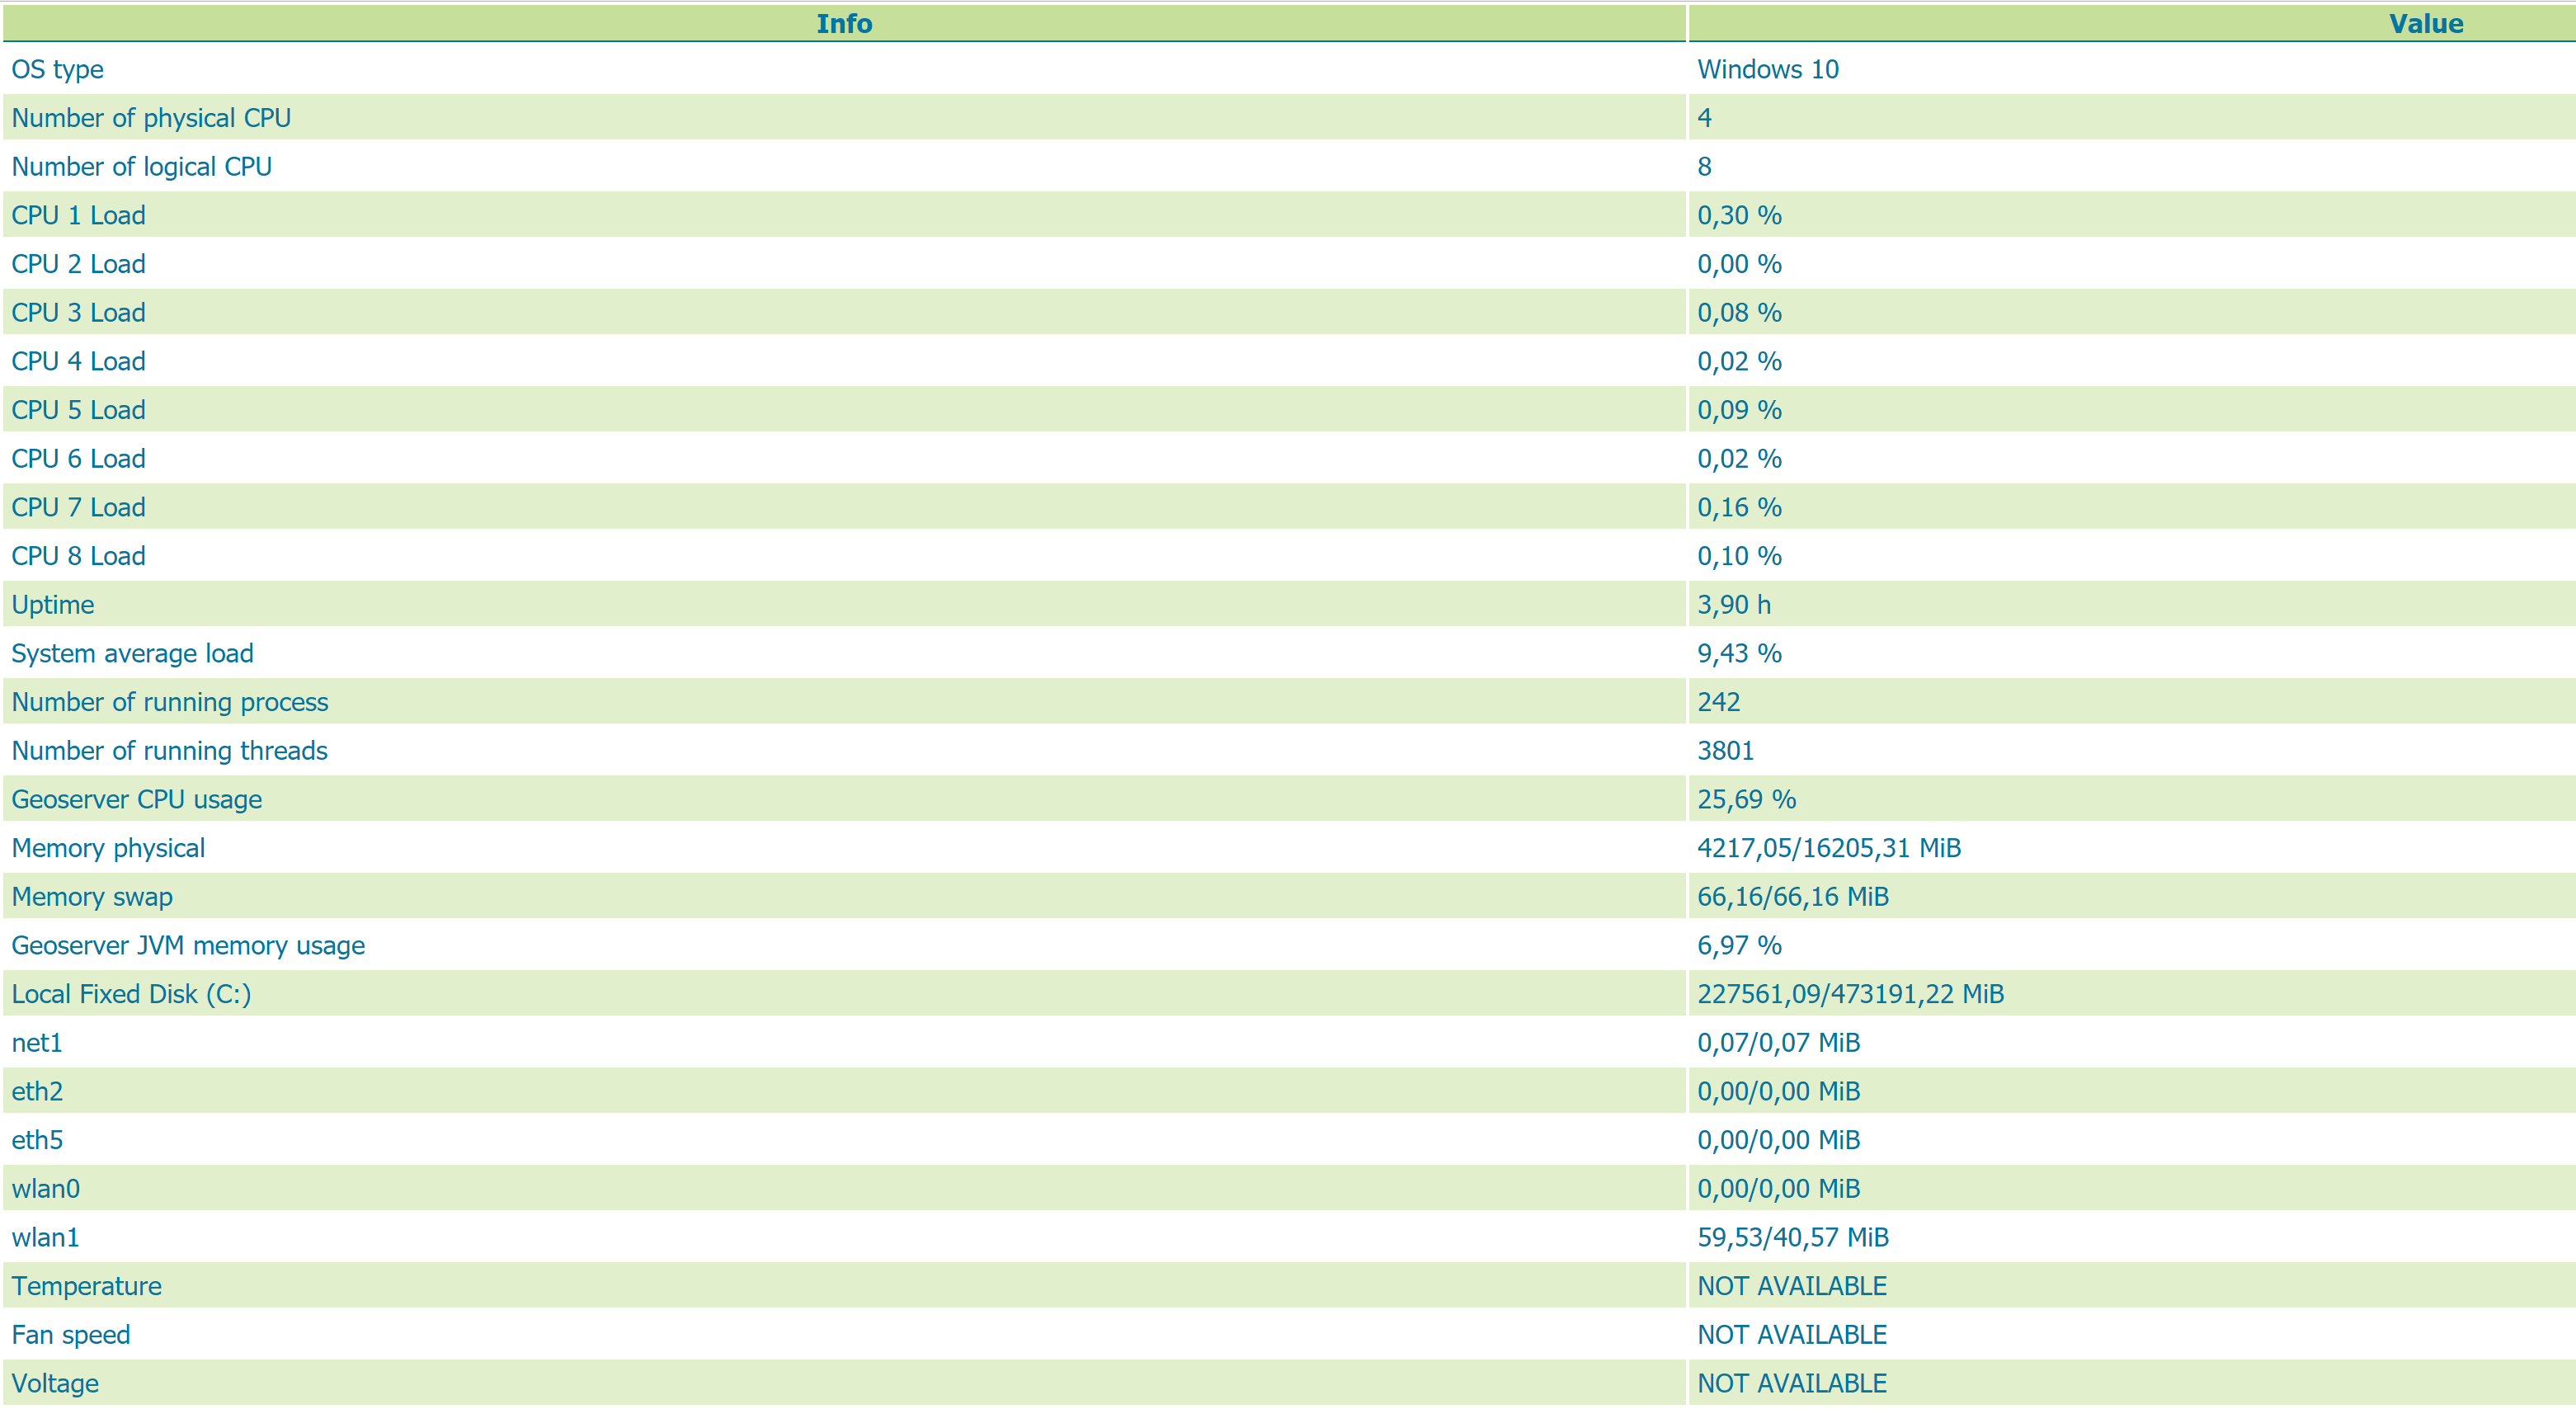 Info Value
OS type Windows 10
Number of physical CPU 4
Number of logical CPU 8
CPU 1 Load 0,30 %
CPU 2 Load 0,00 %
CPU 3 Load 0,08 %
CPU 4 Load 0,02 %
CPU 5 Load 0,09 %
CPU 6 Load 0,02 %
CPU 7 Load 0,16 %
CPU 8 Load 0,10 %
Uptime 3,90 h
System average load 9,43 %
Number of running process 242
Number of running threads 3801
Geoserver CPU usage 25,69 %
Memory physical 4217,05/16205,31 MiB
Memory swap 66,16/66,16 MiB
Geoserver JVM memory usage 6,97 %
Local Fixed Disk (C:) 227561,09/473191,22 MiB
net1 0,07/0,07 MiB
eth2 0,00/0,00 MiB
eth5 0,00/0,00 MiB
wlan0 0,00/0,00 MiB
wlan1 59,53/40,57 MiB
Temperature NOT AVAILABLE
Fan speed NOT AVAILABLE
Voltage NOT AVAILABLE